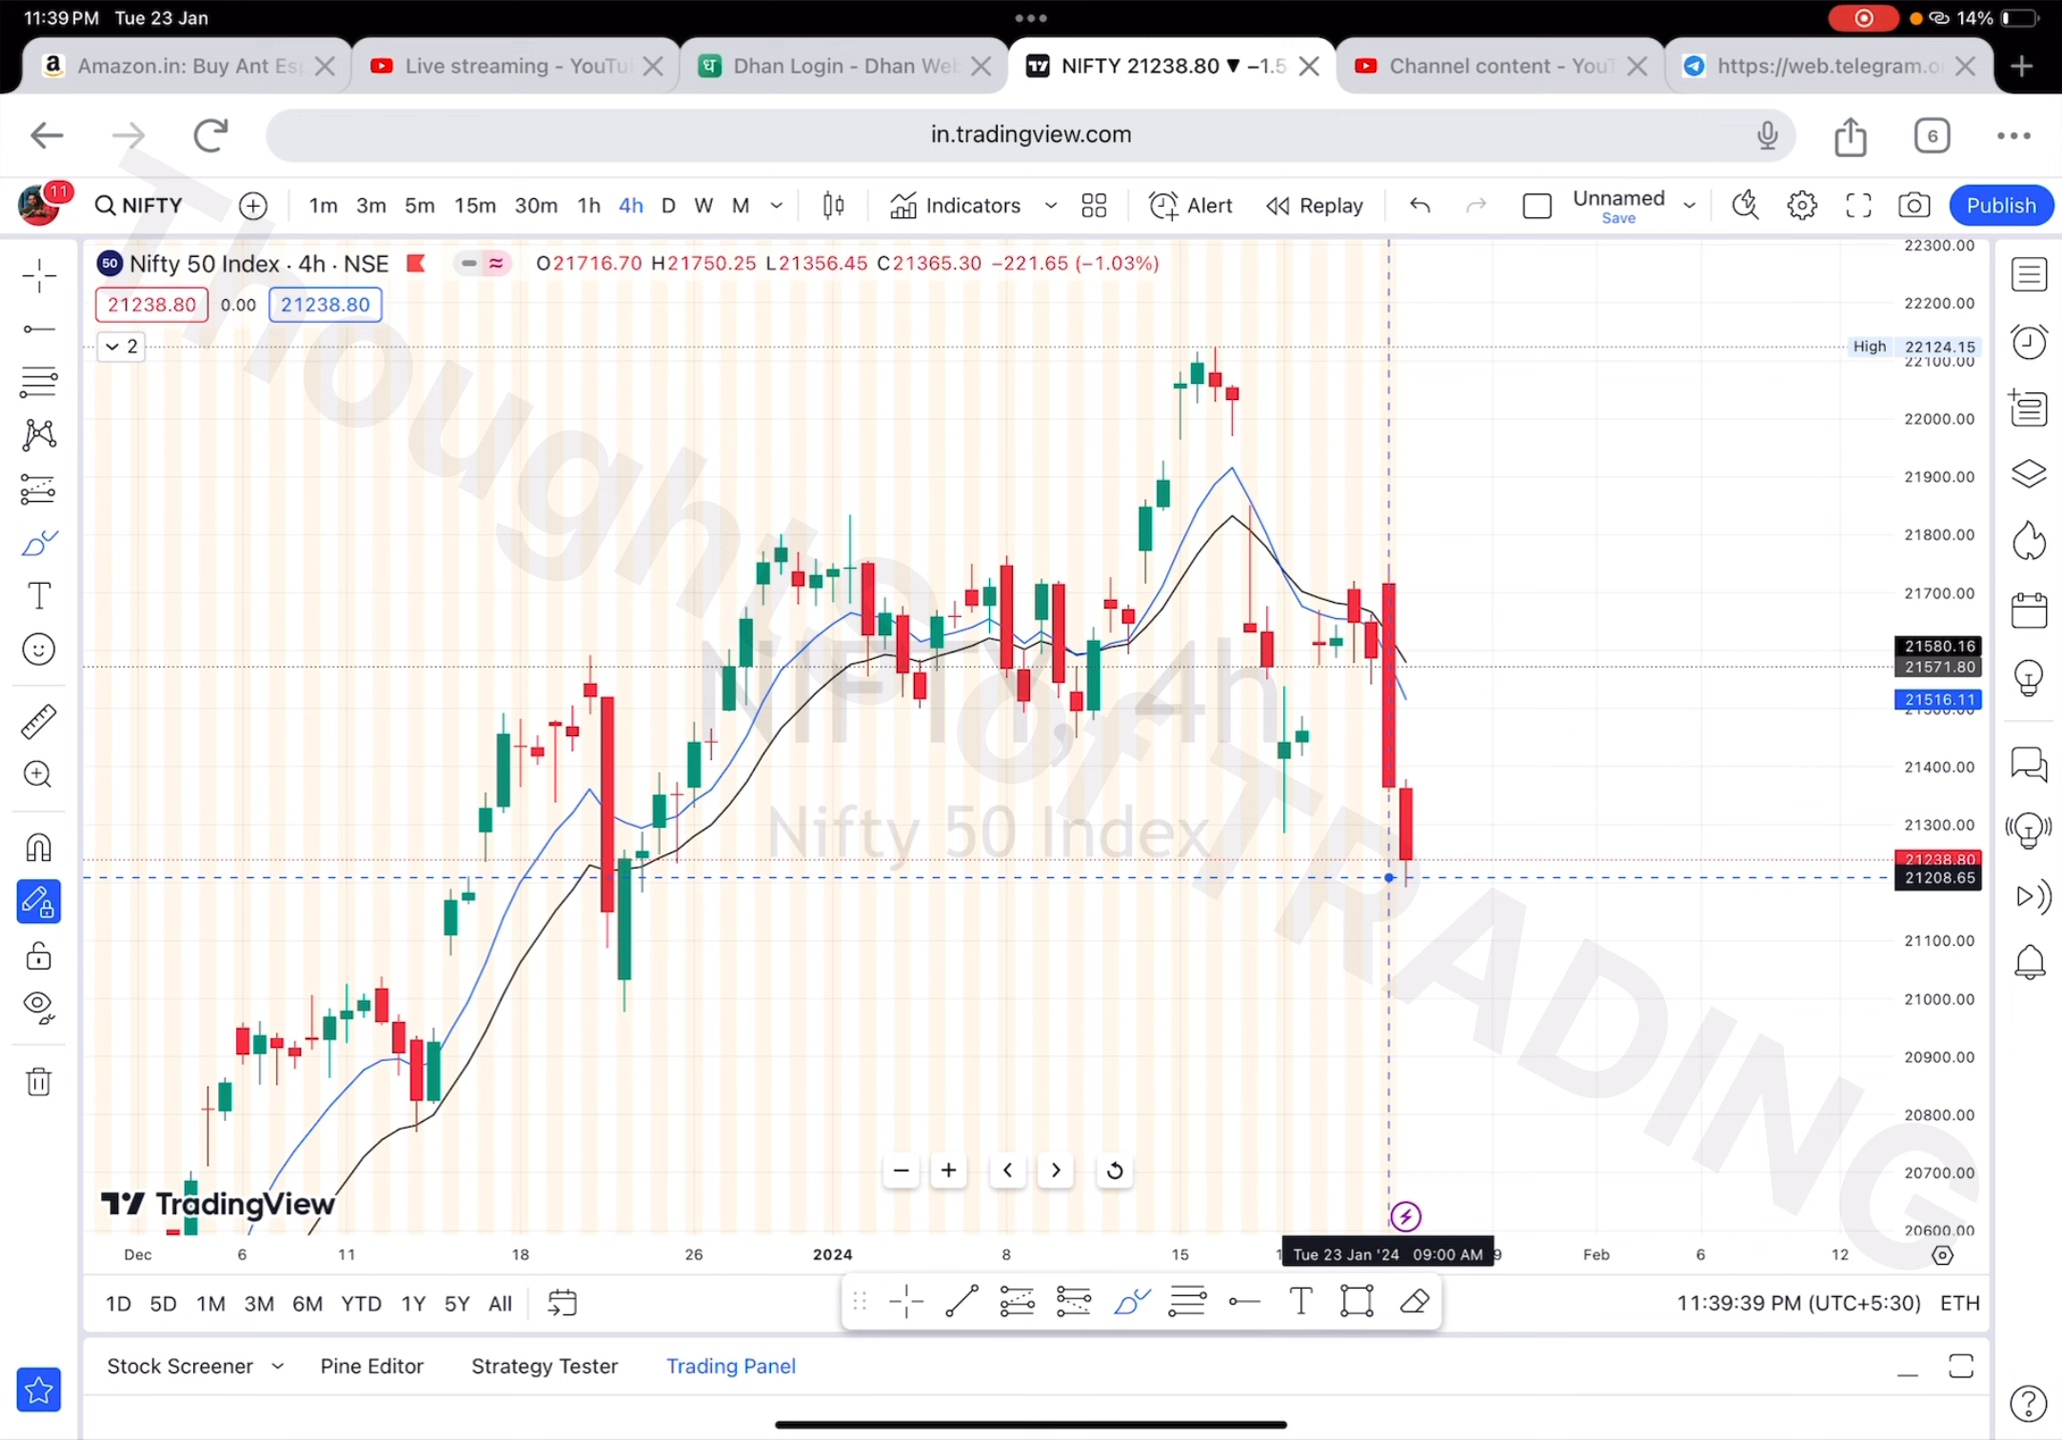 11:39 PM Tue 23 Jan
14%
Amazon.in: Buy Ant Es
Live streaming - YouTu
Dhan Login - Dhan We
NIFTY 21238.80 ▼ −1.5
Channel content - YouT
https://web.telegram.o
in.tradingview.com
6
11
NIFTY
1m 3m 5m 15m 30m 1h 4h D W M
Indicators
Alert
Replay
Unnamed
Save
Publish
50 Nifty 50 Index · 4h · NSE
O21716.70 H21750.25 L21356.45 C21365.30 −221.65 (−1.03%)
21238.80 0.00 21238.80
2
Thoughts of TRADING
NIFTY, 4h
Nifty 50 Index
22300.00
22200.00
High 22124.15
22100.00
22000.00
21900.00
21800.00
21700.00
21580.16
21571.80
21516.11
21500.00
21400.00
21300.00
21238.80
21208.65
21100.00
21000.00
20900.00
20800.00
20700.00
20600.00
TradingView
Dec 6 11 18 26 2024 8 15 Tue 23 Jan '24 09:00 AM Feb 6 12
1D 5D 1M 3M 6M YTD 1Y 5Y All
T
11:39:39 PM (UTC+5:30) ETH
Stock Screener Pine Editor Strategy Tester Trading Panel